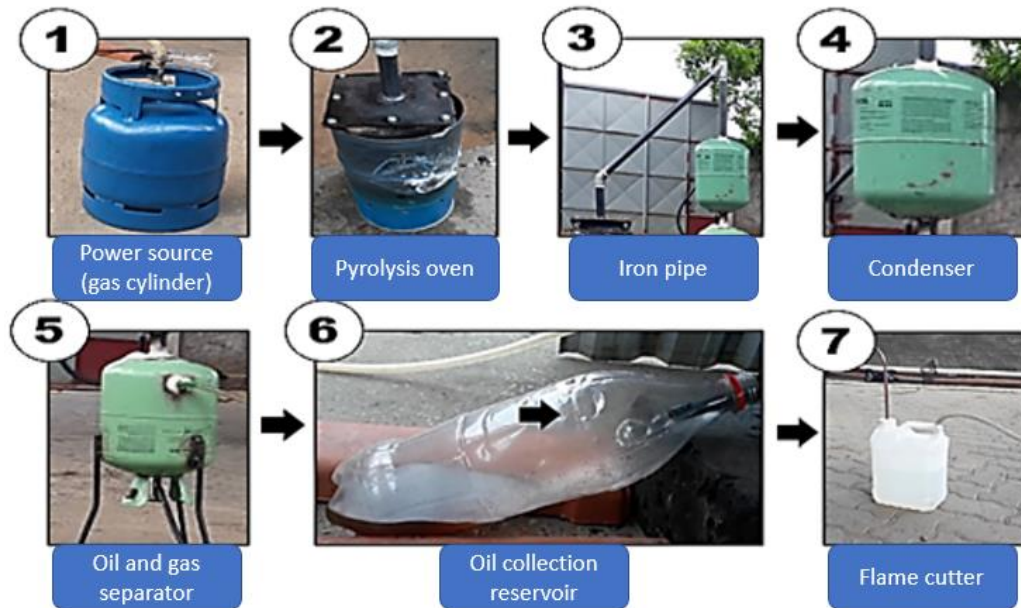 1
2
3
4
Power source
(gas cylinder)
Pyrolysis oven
Iron pipe
Condenser
5
6
7
Oil and gas
separator
Oil collection
reservoir
Flame cutter